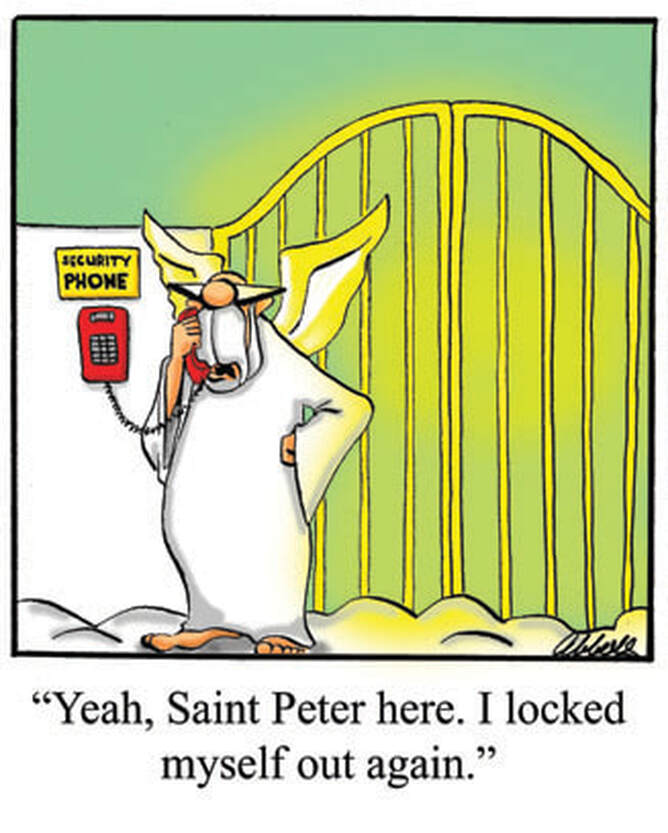 SECURITY
PHONE
“Yeah, Saint Peter here. I locked
myself out again.”